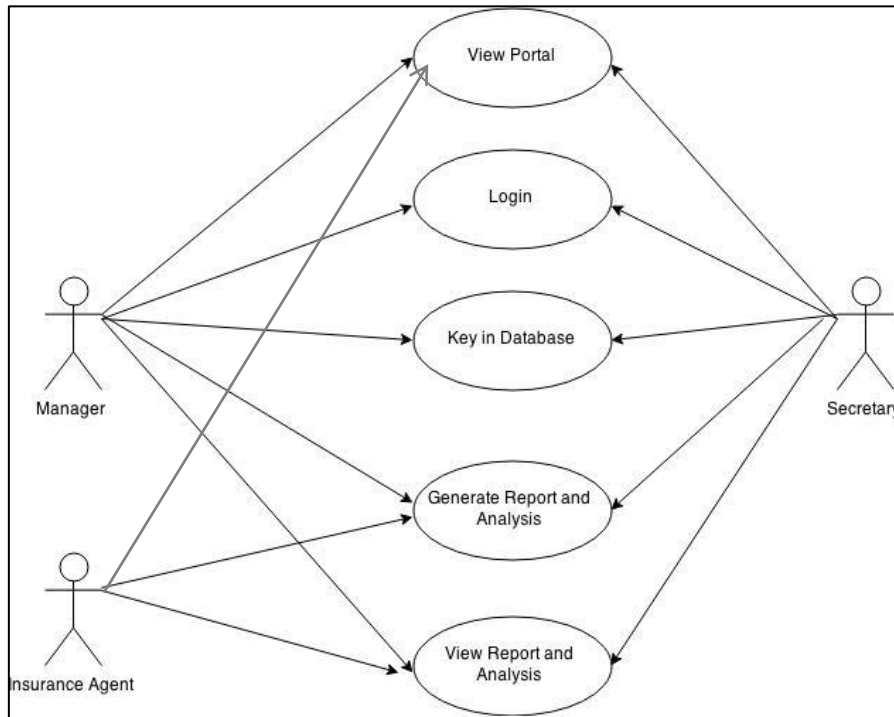 View Portal
Login
Key in Database
Manager
Secretary
Generate Report and
Analysis
View Report and
Analysis
Insurance Agent